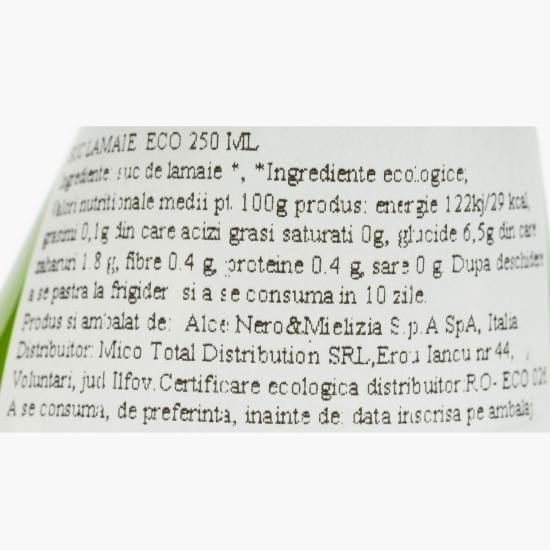 SUC LAMAIE ECO 250 ML
Ingrediente: suc de lamaie *, *Ingrediente ecologice;
Valori nutritionale medii pt. 100g produs: energie 122kj/29 kcal,
grasimi 0,1g din care acizi grasi saturati 0g, glucide 6,5g din care
zaharuri 1.8 g, fibre 0.4 g, proteine 0.4 g, sare 0 g. Dupa deschidere
a se pastra la frigider si a se consuma in 10 zile.
Produs si ambalat de: Alce Nero&Mielizia S.p.A SpA, Italia
Distribuitor: Mico Total Distribution SRL,Erou Iancu nr 44,
Voluntari, jud Ilfov.Certificare ecologica distribuitor:RO- ECO
A se consuma, de preferinta, inainte de: data inscrisa pe ambalaj